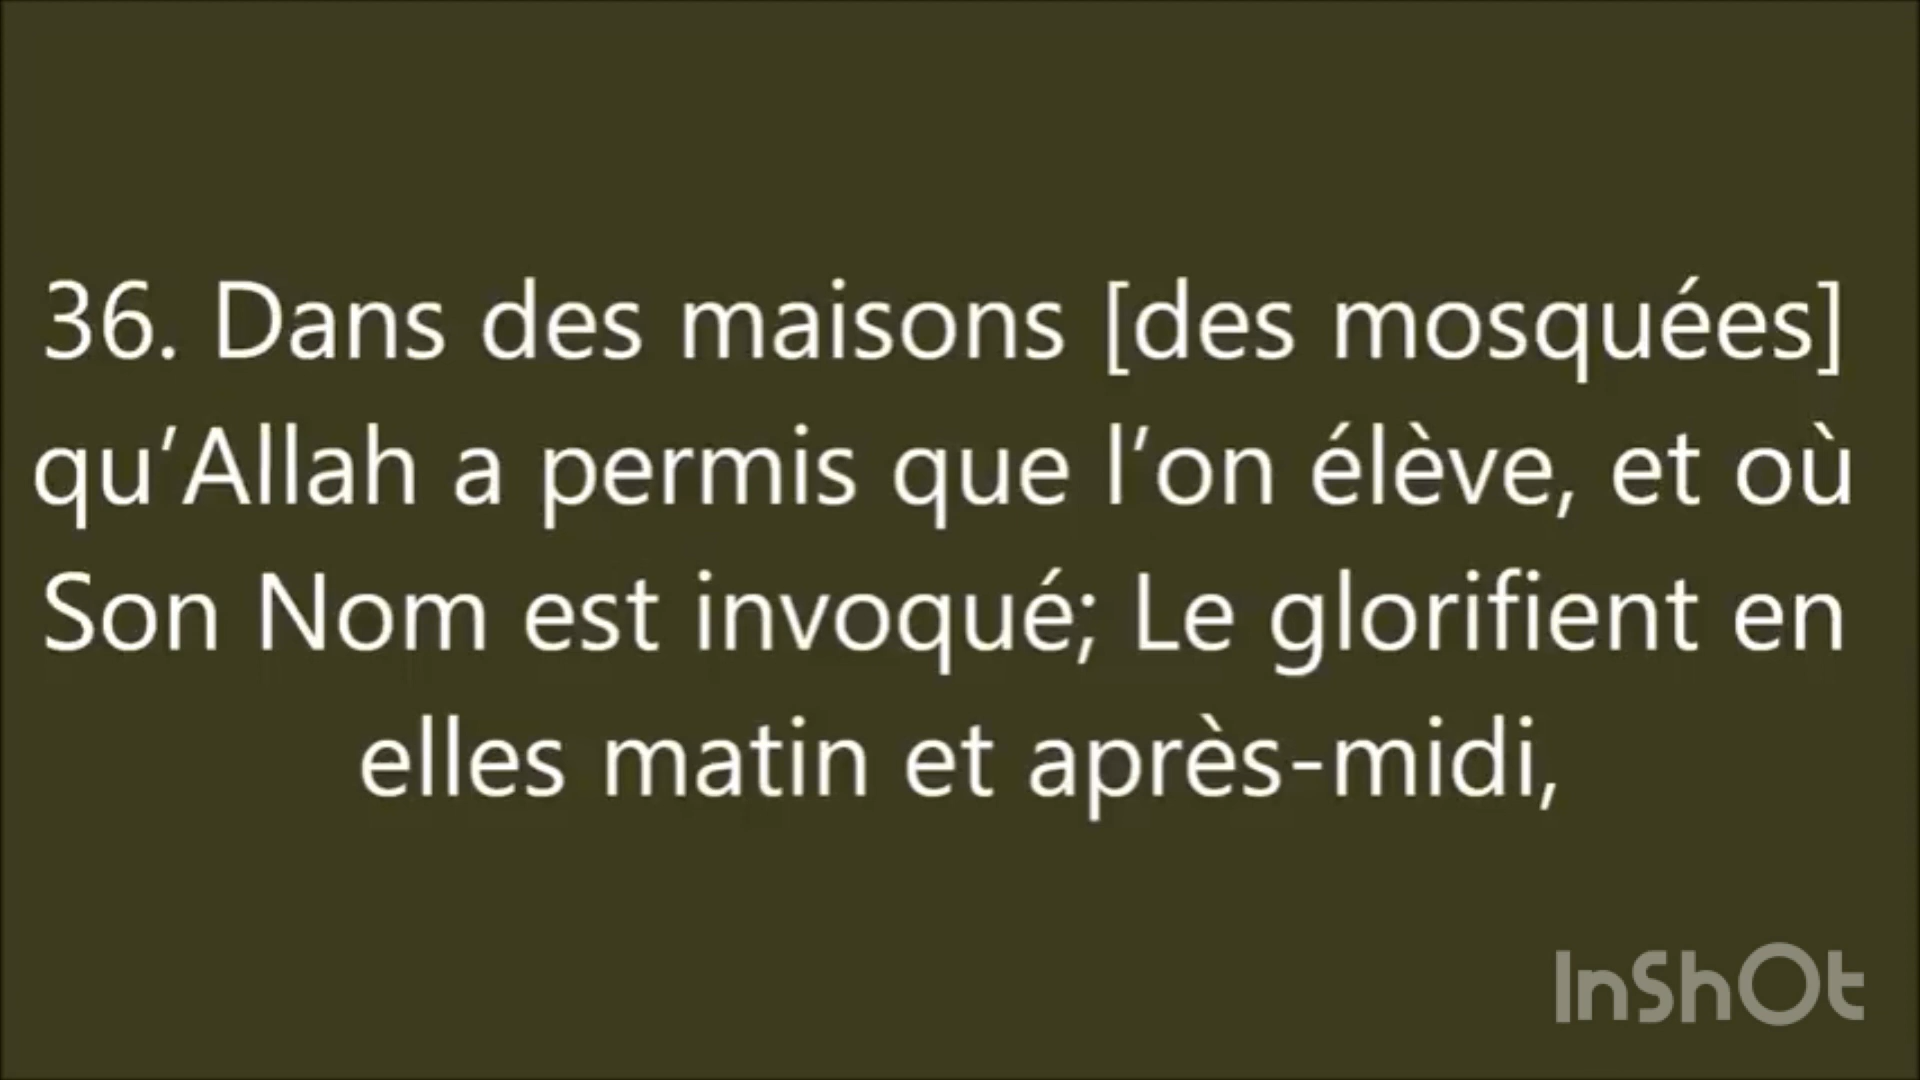 36. Dans des maisons [des mosquées]
qu’Allah a permis que l’on élève, et où
Son Nom est invoqué; Le glorifient en
elles matin et après-midi,
InShOt